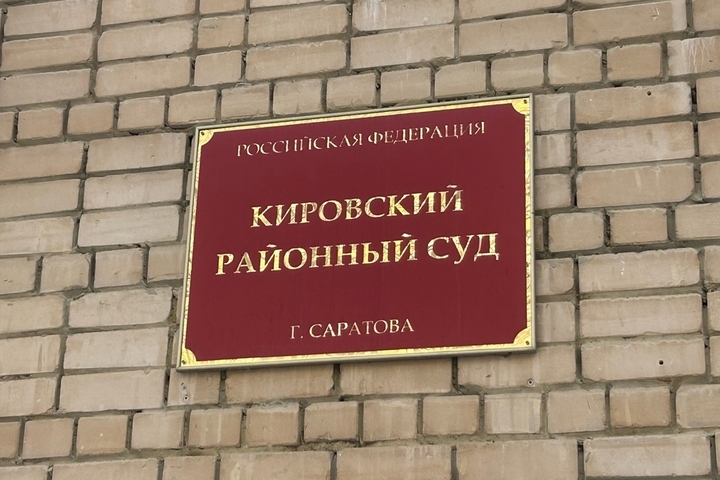 РОССИЙСКАЯ ФЕДЕРАЦИЯ
КИРОВСКИЙ
РАЙОННЫЙ СУД
Г. САРАТОВА